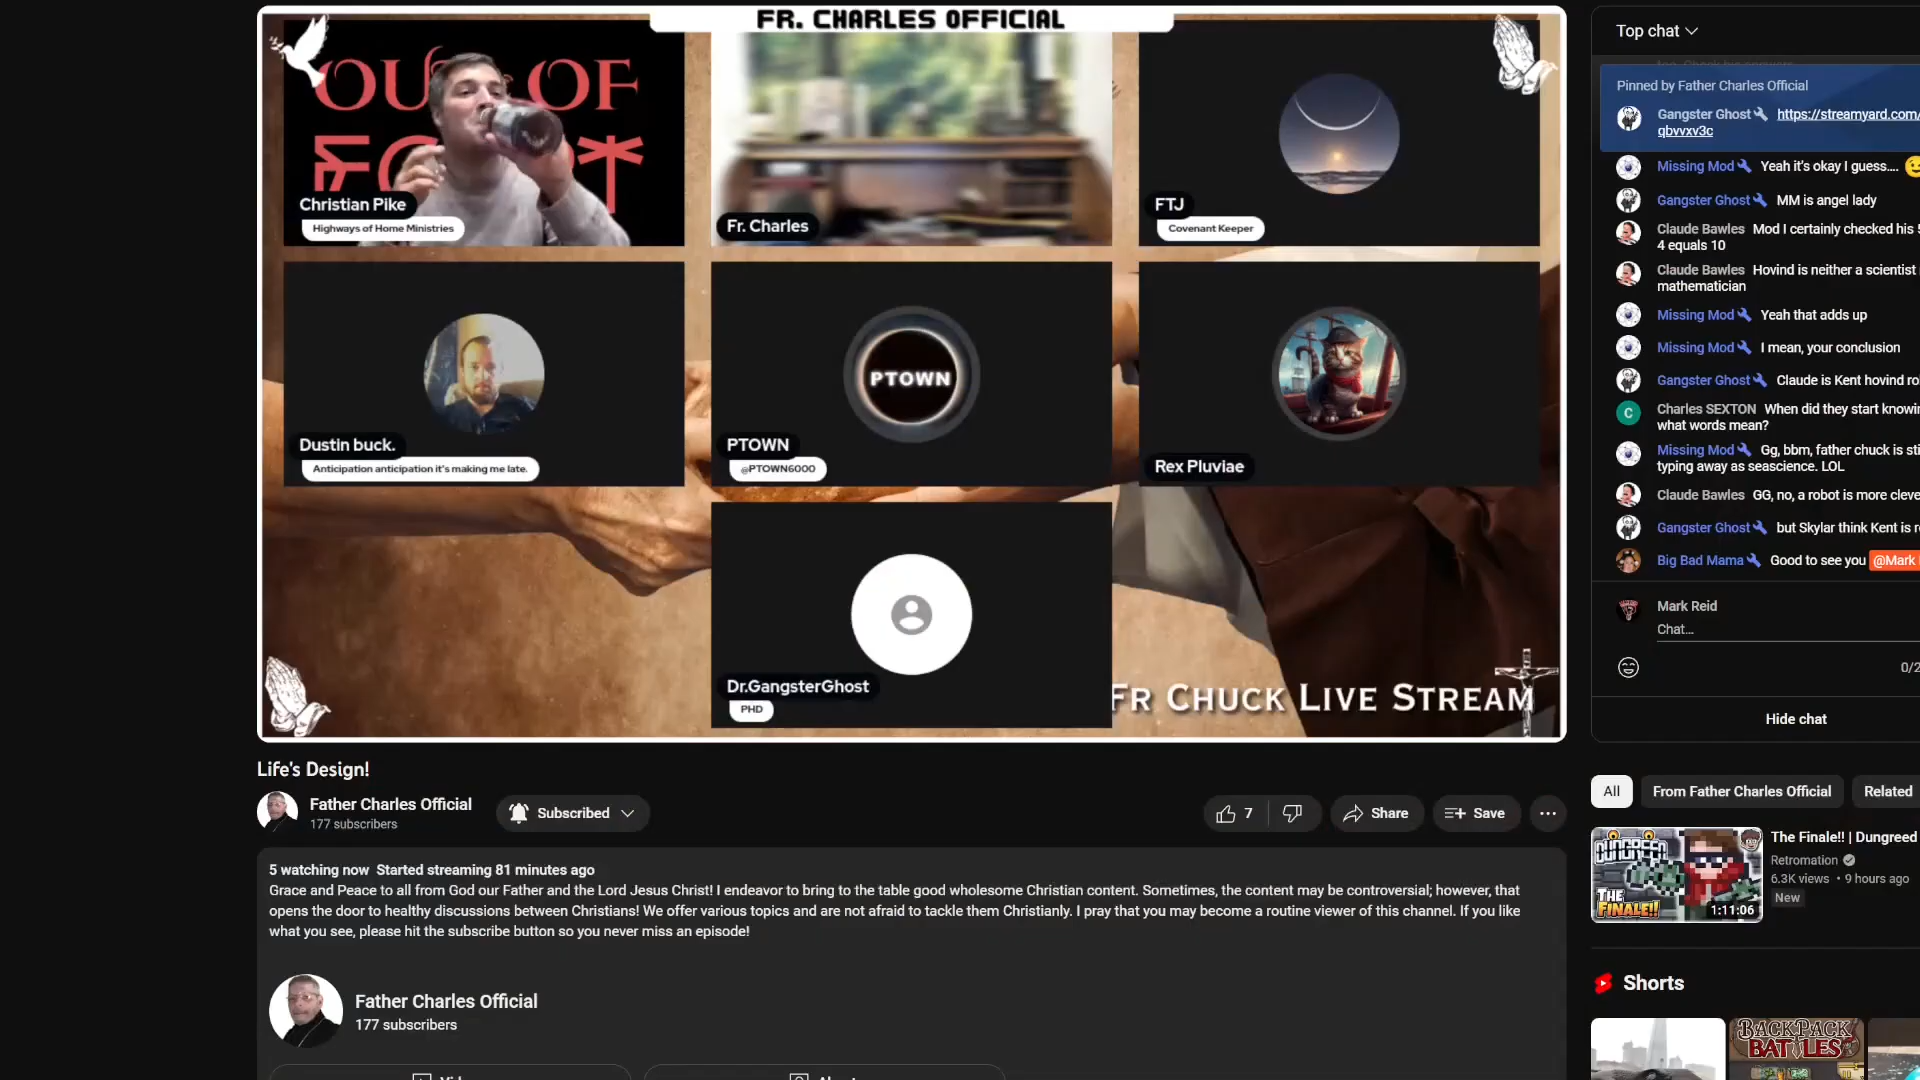 FR. CHARLES OFFICIAL
OUT OF
Christian Pike
Highways of Home Ministries
Fr. Charles
FTJ
Covenant Keeper
Dustin buck.
Anticipation anticipation it's making me late.
PTOWN
PTOWN
@PTOWN6000
Rex Pluviae
Dr.GangsterGhost
PHD
FR CHUCK LIVE STREAM
Life's Design!
Father Charles Official
177 subscribers
Subscribed
7
Share
Save
5 watching now Started streaming 81 minutes ago
Grace and Peace to all from God our Father and the Lord Jesus Christ! I endeavor to bring to the table good wholesome Christian content. Sometimes, the content may be controversial; however, that
opens the door to healthy discussions between Christians! We offer various topics and are not afraid to tackle them Christianly. I pray that you may become a routine viewer of this channel. If you like
what you see, please hit the subscribe button so you never miss an episode!
Father Charles Official
177 subscribers
Top chat
Pinned by Father Charles Official
Gangster Ghost https://streamyard.com/
qbvvxv3c
Missing Mod Yeah it's okay I guess....
Gangster Ghost MM is angel lady
Claude Bawles Mod I certainly checked his 5
4 equals 10
Claude Bawles Hovind is neither a scientist
mathematician
Missing Mod Yeah that adds up
Missing Mod I mean, your conclusion
Gangster Ghost Claude is Kent hovind ro
C Charles SEXTON When did they start knowin
what words mean?
Missing Mod Gg, bbm, father chuck is sti
typing away as seascience. LOL
Claude Bawles GG, no, a robot is more cleve
Gangster Ghost but Skylar think Kent is r
Big Bad Mama Good to see you @Mark
Mark Reid
Chat...
0/2
Hide chat
All
From Father Charles Official
Related
DUNGREED
THE
FINALE!!
1:11:06
The Finale!! | Dungreed
Retromation
6.3K views • 9 hours ago
New
Shorts
BACKPACK
BATTLES